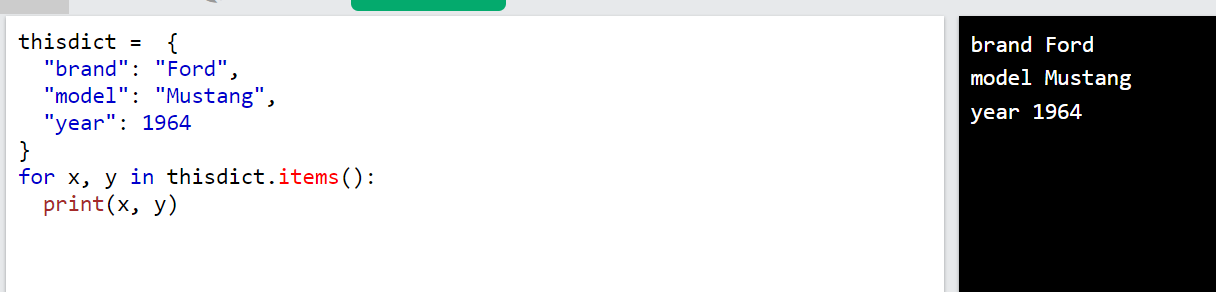 thisdict =  {
  "brand": "Ford",
  "model": "Mustang",
  "year": 1964
}
for x, y in thisdict.items():
  print(x, y)
brand Ford
model Mustang
year 1964